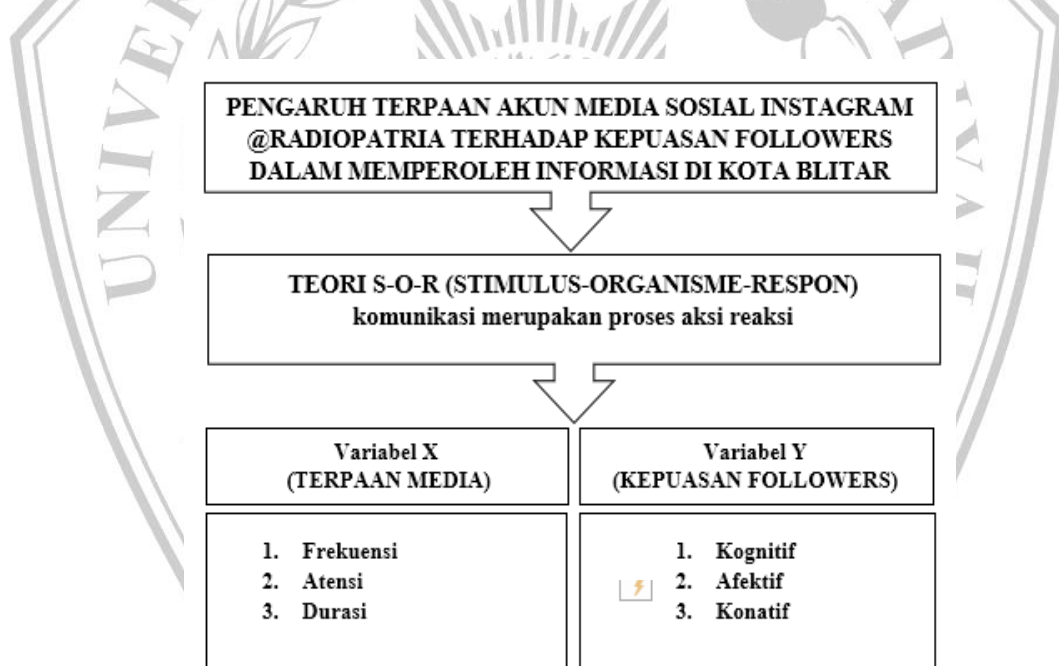 UNIVER
PENGARUH TERPAAN AKUN MEDIA SOSIAL INSTAGRAM
@RADIOPATRIA TERHADAP KEPUASAN FOLLOWERS
DALAM MEMPEROLEH INFORMASI DI KOTA BLITAR
TEORI S-O-R (STIMULUS-ORGANISME-RESPON)
komunikasi merupakan proses aksi reaksi
Variabel X
(TERPAAN MEDIA)
1. Frekuensi
2. Atensi
3. Durasi
Variabel Y
(KEPUASAN FOLLOWERS)
1. Kognitif
2. Afektif
3. Konatif